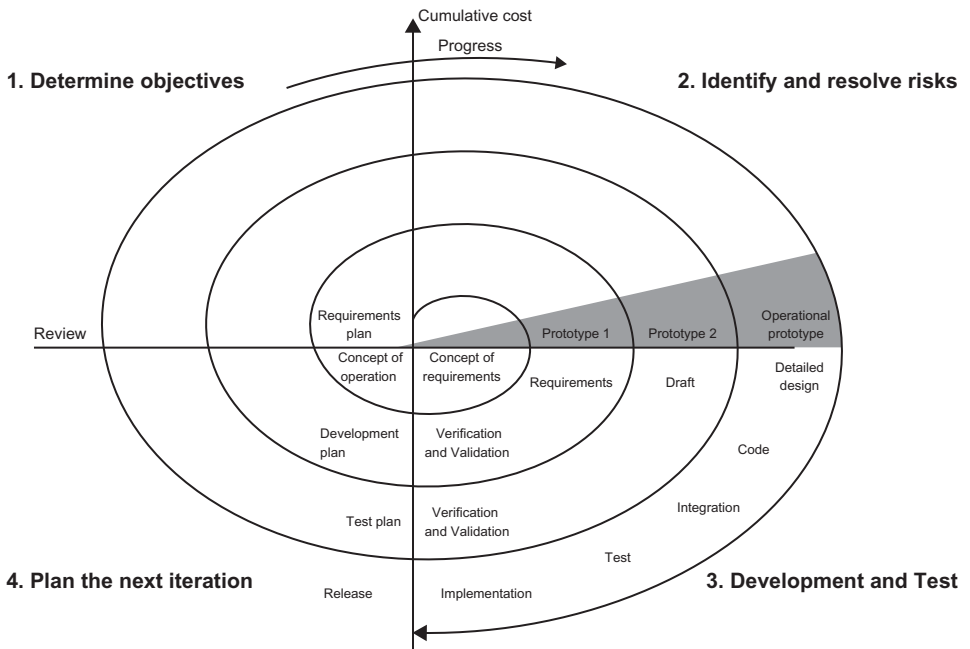 Cumulative cost
Progress
1. Determine objectives
2. Identify and resolve risks
Requirements
plan
Operational
prototype
Review
Prototype 1
Prototype 2
Concept of
operation
Concept of
requirements
Requirements
Draft
Detailed
design
Development
plan
Verification
and Validation
Code
Integration
Test plan
Verification
and Validation
Test
4. Plan the next iteration
3. Development and Test
Release
Implementation